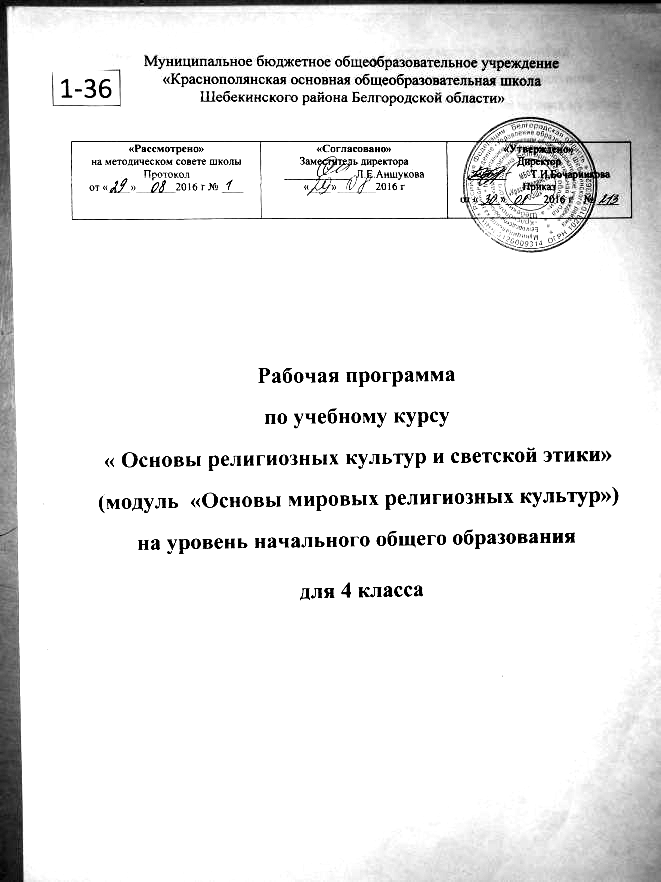 Муниципальное бюджетное общеобразовательное учреждение
«Краснополянская основная общеобразовательная школа
Шебекинского района Белгородской области»
1-36
«Рассмотрено»
на методическом совете школы
Протокол
от « 29 » 08 2016 г № 1
«Согласовано»
Заместитель директора
Л.Е.Аншукова
« 29 » 08 2016 г
«Утверждено»
Директор
Т.И.Бочарникова
Приказ
от « 30 » 08 2016 г № 213
Рабочая программа
по учебному курсу
« Основы религиозных культур и светской этики»
(модуль «Основы мировых религиозных культур»)
на уровень начального общего образования
для 4 класса